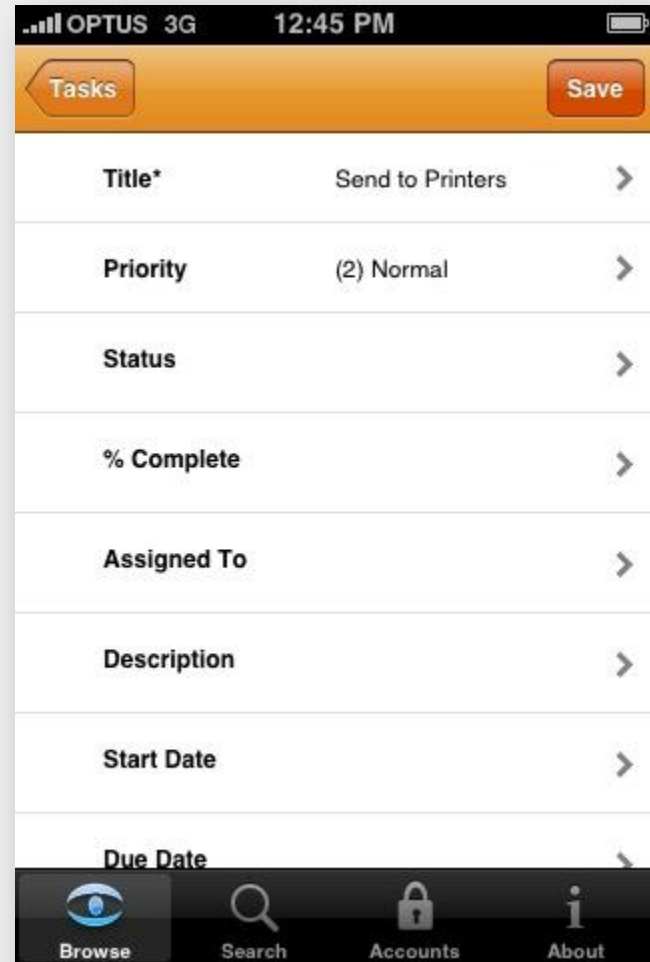 OPTUS 3G 12:45 PM
Tasks Save
Title* Send to Printers
Priority (2) Normal
Status
% Complete
Assigned To
Description
Start Date
Due Date
Browse Search Accounts About